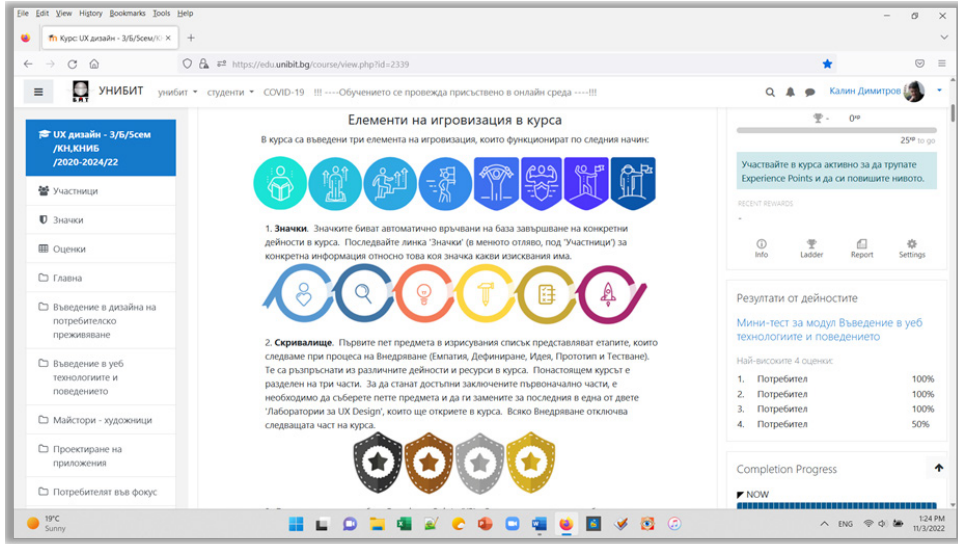 File Edit View History Bookmarks Tools Help
Курс: UX дизайн - 3/Б/5сем/К
https://edu.unibit.bg/course/view.php?id=2339
УНИБИТ унибит студенти COVID-19 !!! ----Обучението се провежда присъствено в онлайн среда ----!!! Калин Димитров
UX дизайн - 3/Б/5сем
/КН,КНИБ
/2020-2024/22
Участници
Значки
Оценки
Главна
Въведение в дизайна на
потребителско
преживяване
Въведение в уеб
технологиите и
поведението
Майстори - художници
Проектиране на
приложения
Потребителят във фокус
Елементи на игровизация в курса
В курса са въведени три елемента на игровизация, които функционират по следния начин:
1. Значки. Значките биват автоматично връчвани на база завършване на конкретни
дейности в курса. Последвайте линка 'Значки' (в менюто отляво, под 'Участници') за
конкретна информация относно това коя значка какви изисквания има.
2. Скривалище. Първите пет предмета в изрисувания списък представляват етапите, които
следваме при процеса на Внедряване (Емпатия, Дефиниране, Идея, Прототип и Тестване).
Те са разпръснати из различните дейности и ресурси в курса. Понастоящем курсът е
разделен на три части. За да станат достъпни заключените първоначално части, е
необходимо да съберете петте предмета и да ги замените за последния в една от двете
'Лаборатории за UX Design', които ще откриете в курса. Всяко Внедряване отключва
следващата част на курса.
- 0xp
25xp to go
Участвайте в курса активно за да трупате
Experience Points и да си повишите нивото.
RECENT REWARDS
-
Info Ladder Report Settings
Резултати от дейностите
Мини-тест за модул Въведение в уеб
технологиите и поведението
Най-високите 4 оценки:
1. Потребител 100%
2. Потребител 100%
3. Потребител 100%
4. Потребител 50%
Completion Progress
NOW
19°C
Sunny
ENG
1:24 PM
11/3/2022